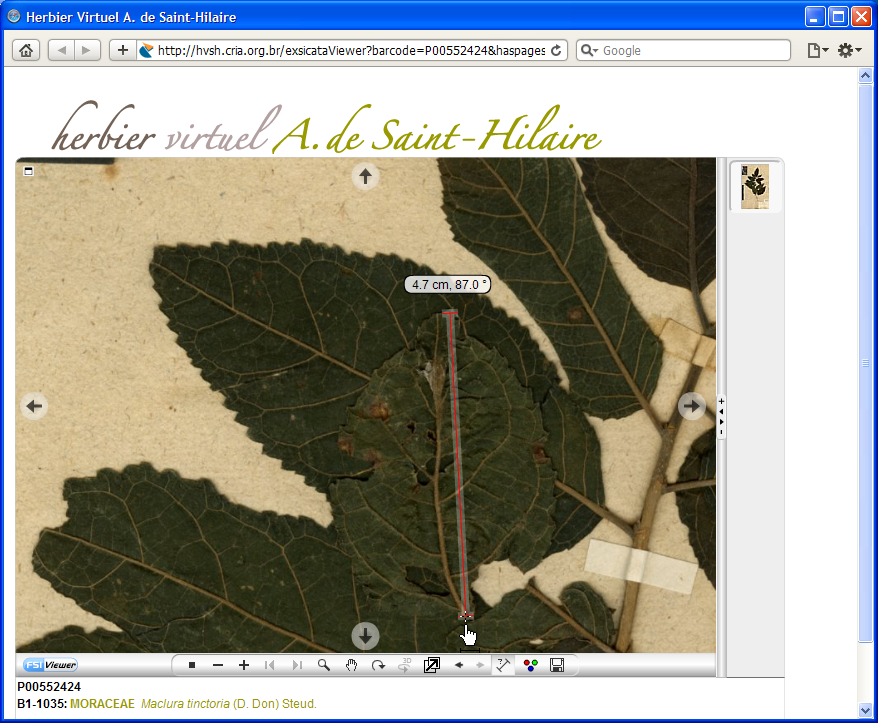 Herbier Virtuel A. de Saint-Hilaire
http://hvsh.cria.org.br/exsicataViewer?barcode=P00552424&haspages
Google
herbier virtuel A. de Saint-Hilaire
4.7 cm, 87.0 °
FSI Viewer
3D
P00552424
B1-1035: MORACEAE Maclura tinctoria (D. Don) Steud.